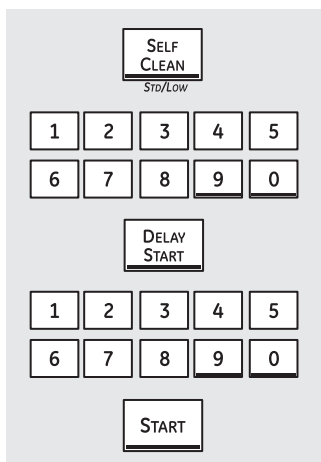 SELF
CLEAN
STD/LOW
1 2 3 4 5
6 7 8 9 0
DELAY
START
1 2 3 4 5
6 7 8 9 0
START